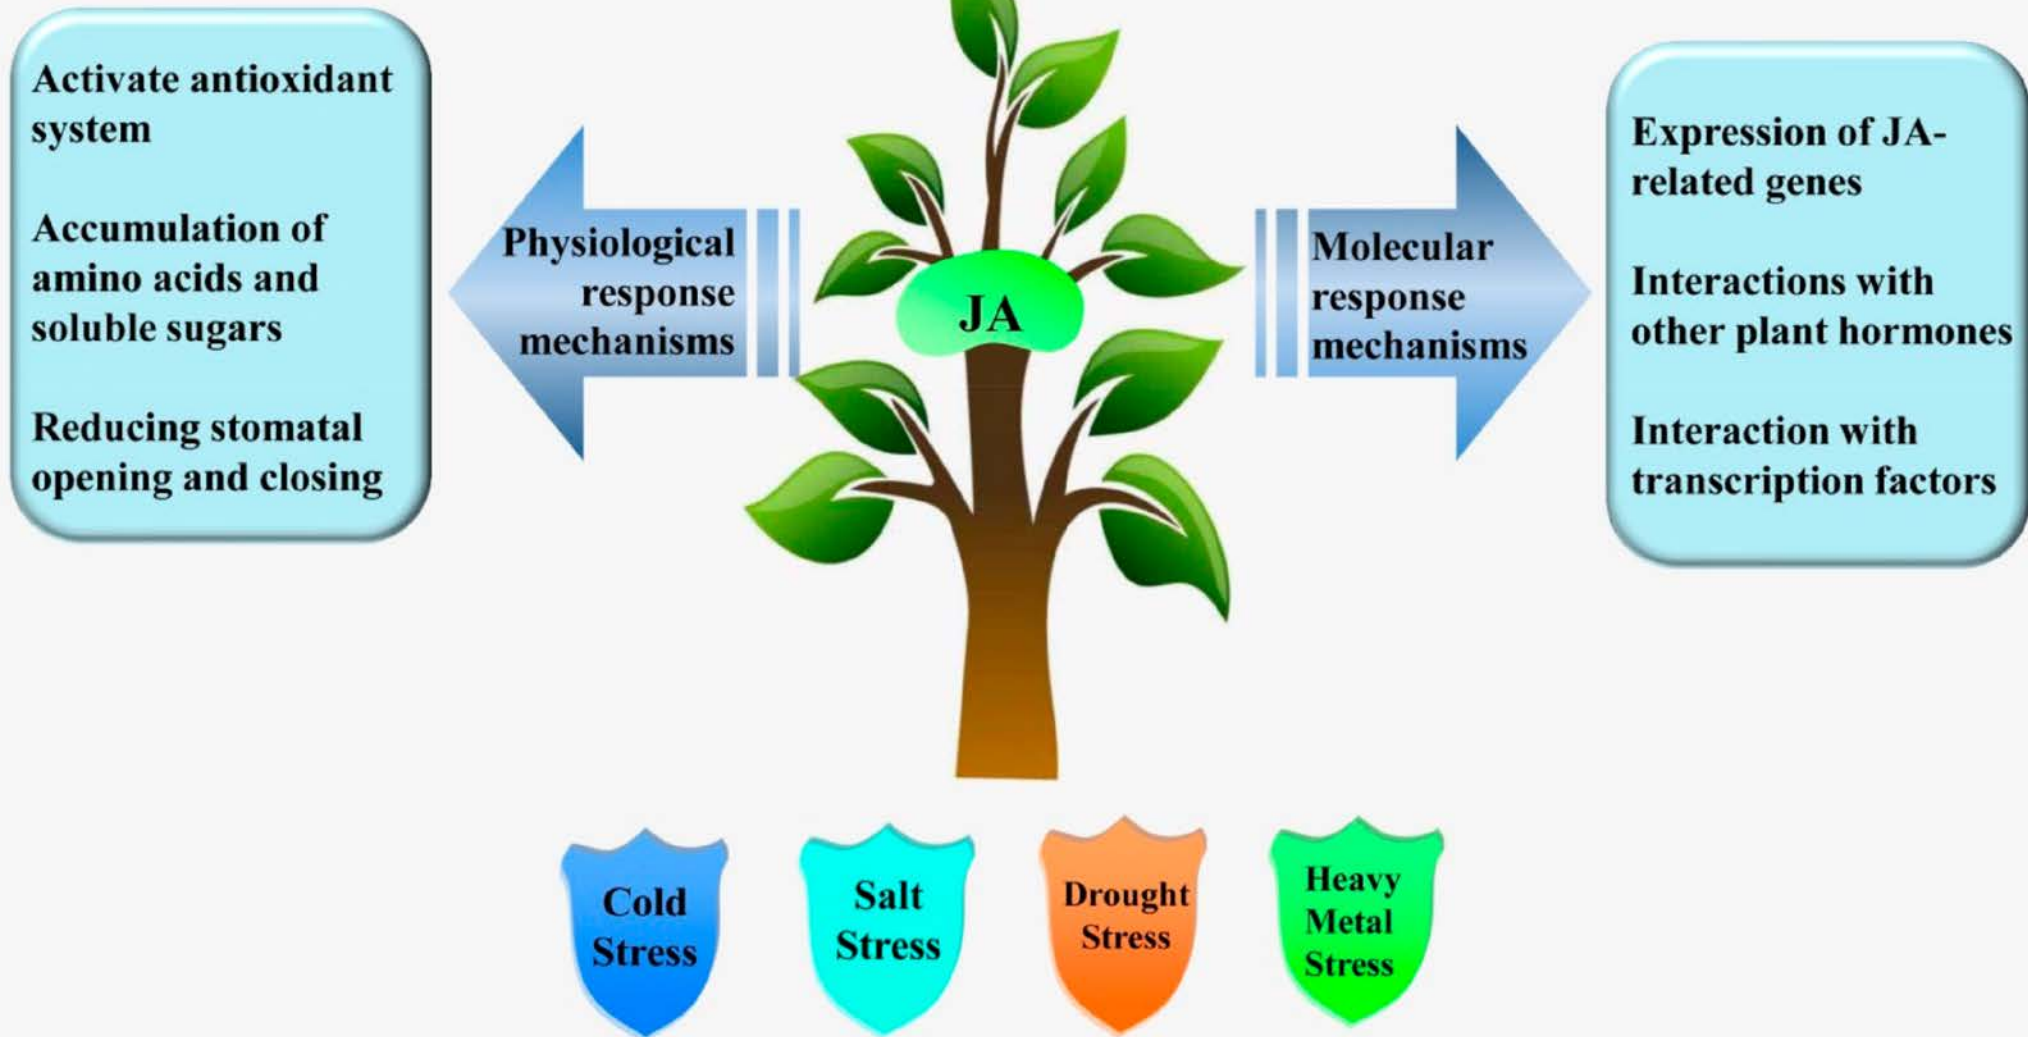 Activate antioxidant
system
Accumulation of
amino acids and
soluble sugars
Reducing stomatal
opening and closing
Physiological
response
mechanisms
JA
Molecular
response
mechanisms
Expression of JA-
related genes
Interactions with
other plant hormones
Interaction with
transcription factors
Cold
Stress
Salt
Stress
Drought
Stress
Heavy
Metal
Stress